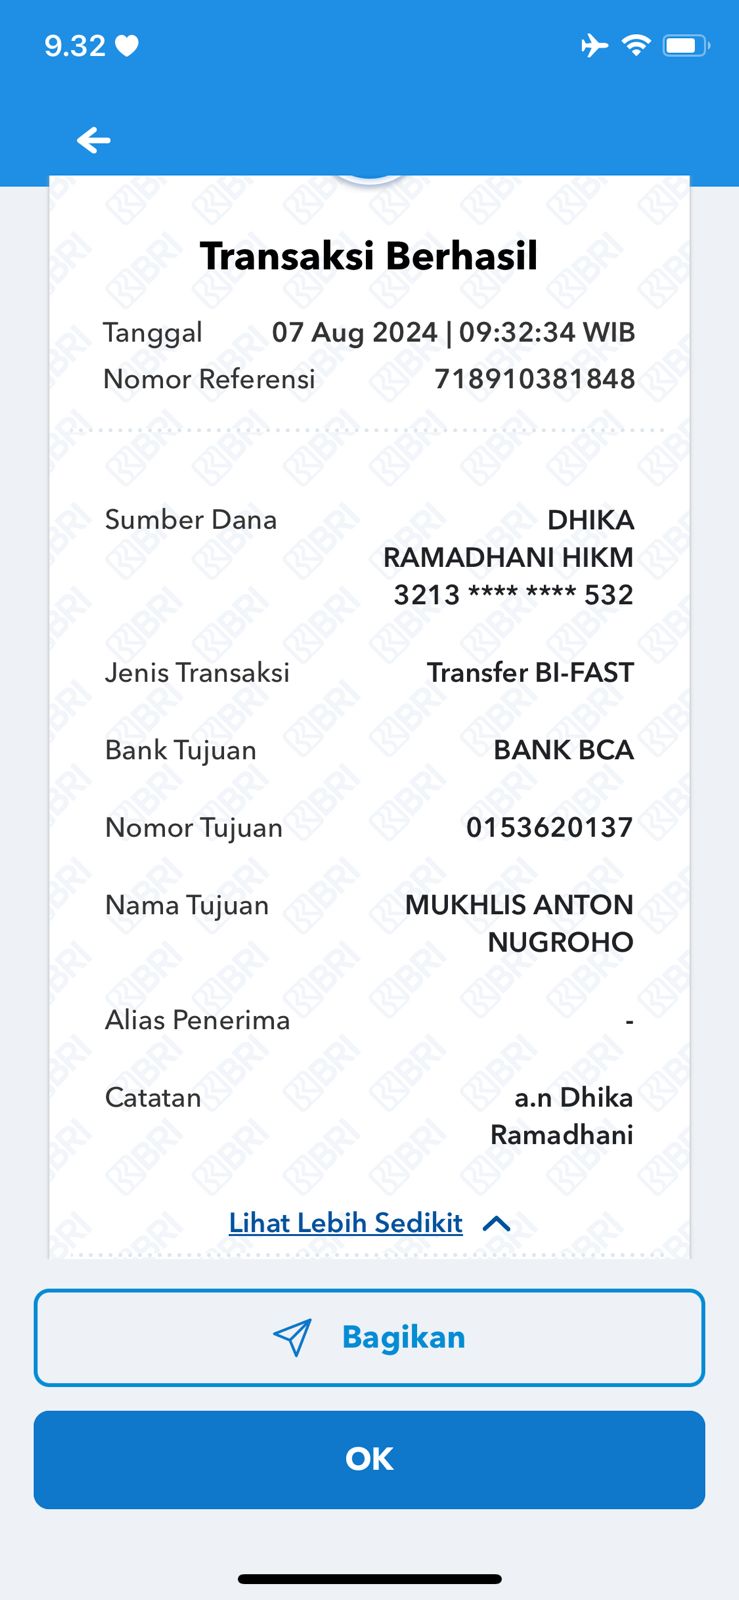 9.32
Transaksi Berhasil
Tanggal 07 Aug 2024 | 09:32:34 WIB
Nomor Referensi 718910381848
Sumber Dana DHIKA
RAMADHANI HIKM
3213 **** **** 532
Jenis Transaksi Transfer BI-FAST
Bank Tujuan BANK BCA
Nomor Tujuan 0153620137
Nama Tujuan MUKHLIS ANTON
NUGROHO
Alias Penerima -
Catatan a.n Dhika
Ramadhani
Lihat Lebih Sedikit
Bagikan
OK